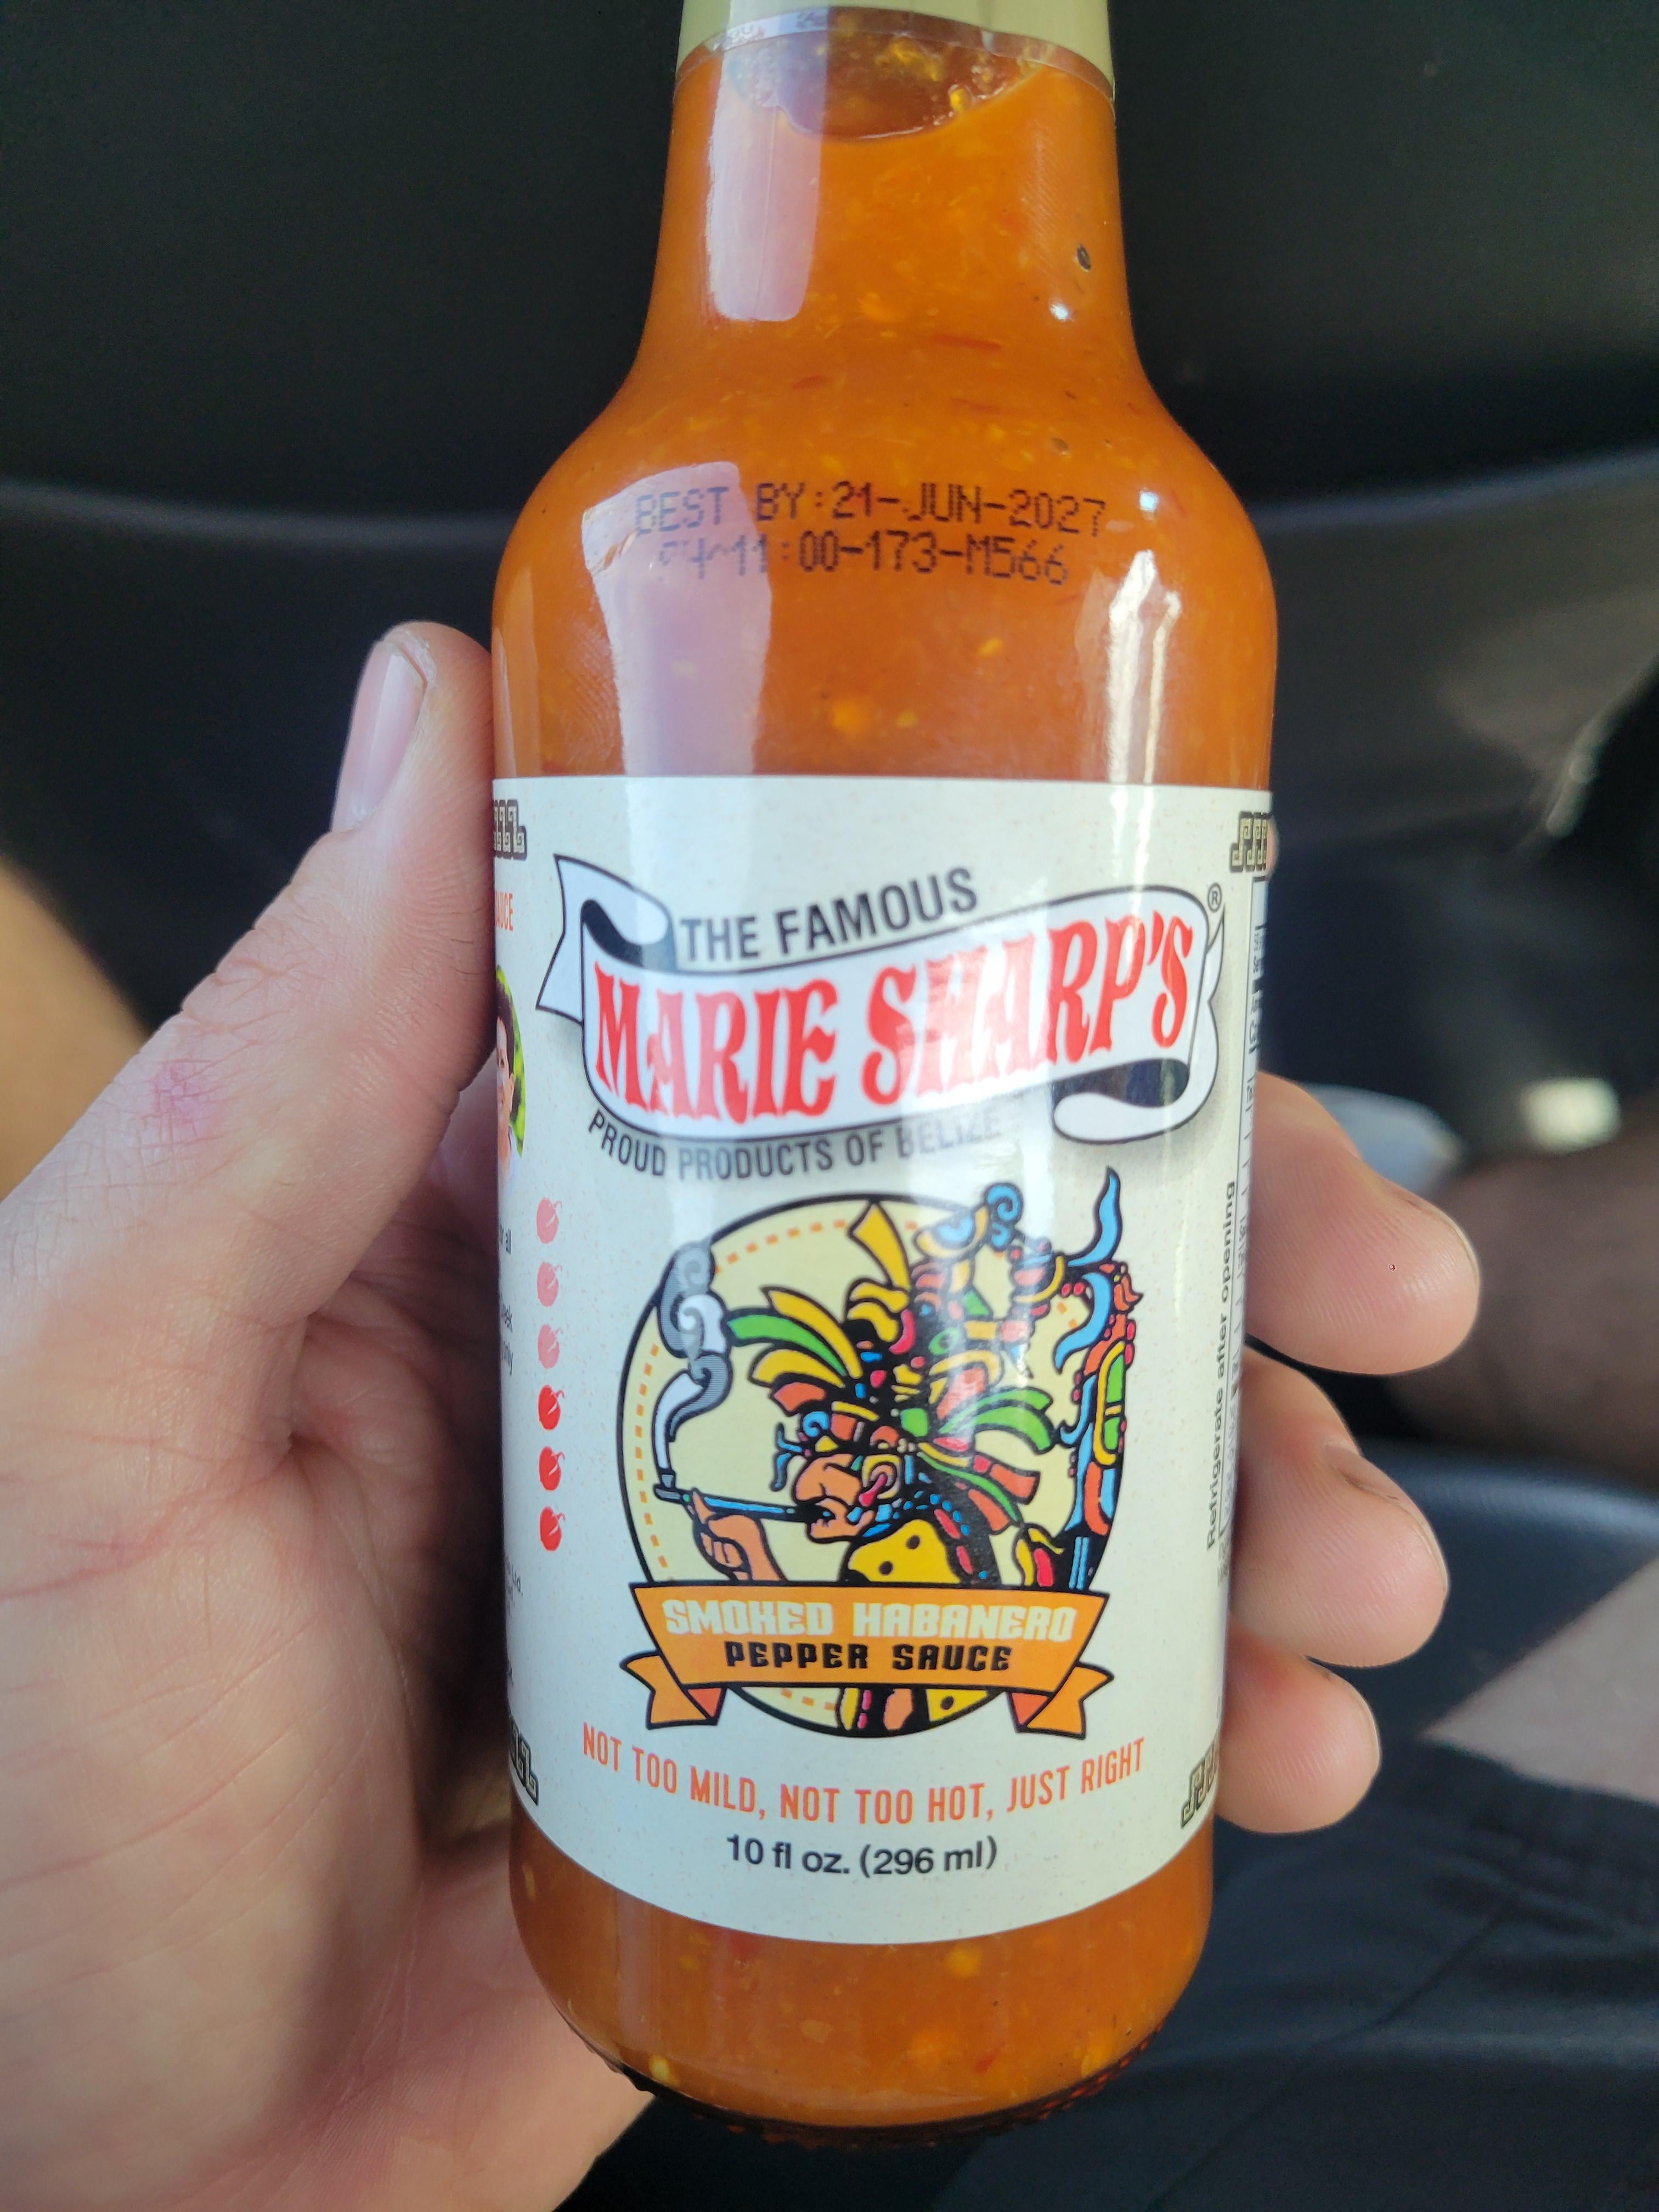 BEST BY:21-JUN-2027
11:00-173-M566
THE FAMOUS
MARIE SHARP'S®
PROUD PRODUCTS OF BELIZE
SMOKED HABANERO
PEPPER SAUCE
NOT TOO MILD, NOT TOO HOT, JUST RIGHT
10 fl oz. (296 ml)
Refrigerate after opening